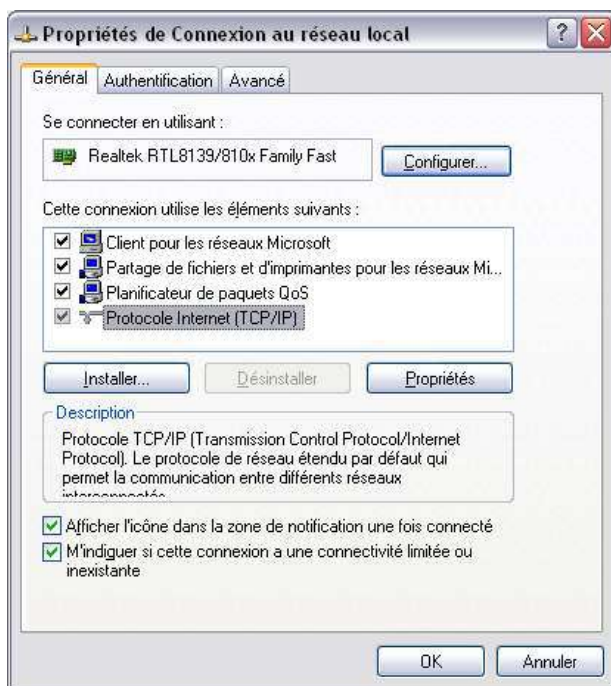 Propriétés de Connexion au réseau local
Général Authentification Avancé
Se connecter en utilisant :
Realtek RTL8139/810x Family Fast
Configurer...
Cette connexion utilise les éléments suivants :
Client pour les réseaux Microsoft
Partage de fichiers et d'imprimantes pour les réseaux Mi...
Planificateur de paquets QoS
Protocole Internet (TCP/IP)
Installer... Désinstaller Propriétés
Description
Protocole TCP/IP (Transmission Control Protocol/Internet
Protocol). Le protocole de réseau étendu par défaut qui
permet la communication entre différents réseaux
interconnectés.
Afficher l'icône dans la zone de notification une fois connecté
M'indiquer si cette connexion a une connectivité limitée ou
inexistante
OK Annuler